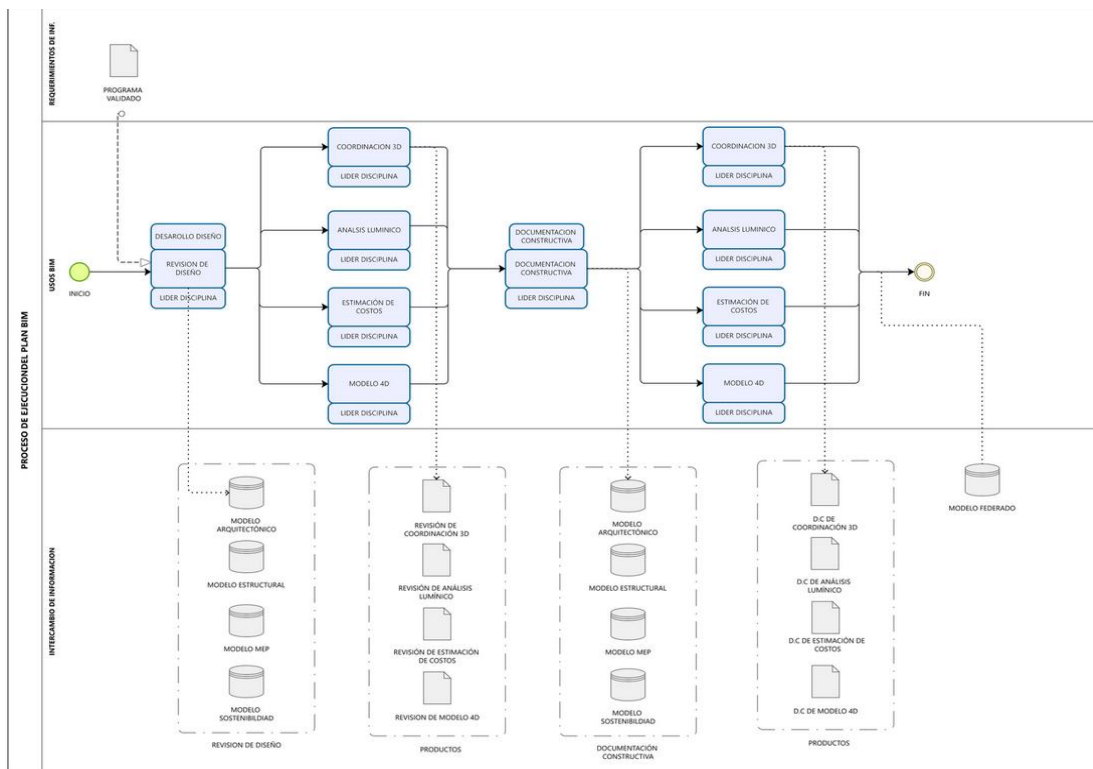 PROCESO DE EJECUCIONDEL PLAN BIM
REQUERIMIENTOS DE INF.
PROGRAMA
VALIDADO
USOS BIM
INICIO
DESAROLLO DISEÑO
REVISION DE
DISEÑO
LIDER DISCIPLINA
COORDINACION 3D
LIDER DISCIPLINA
ANALSIS LUMINICO
LIDER DISCIPLINA
ESTIMACIÓN DE
COSTOS
LIDER DISCIPLINA
MODELO 4D
LIDER DISCIPLINA
DOCUMENTACION
CONSTRUCTIVA
DOCUMENTACION
CONSTRUCTIVA
LIDER DISCIPLINA
COORDINACION 3D
LIDER DISCIPLINA
ANALSIS LUMINICO
LIDER DISCIPLINA
ESTIMACIÓN DE
COSTOS
LIDER DISCIPLINA
MODELO 4D
LIDER DISCIPLINA
FIN
INTERCAMBIO DE INFORMACION
MODELO
ARQUITECTÓNICO
MODELO ESTRUCTURAL
MODELO MEP
MODELO
SOSTENIBILDIAD
REVISION DE DISEÑO
REVISIÓN DE
COORDINACIÓN 3D
REVISIÓN DE ANÁLISIS
LUMÍNICO
REVISIÓN DE ESTIMACIÓN
DE COSTOS
REVISION DE MODELO 4D
PRODUCTOS
MODELO
ARQUITECTÓNICO
MODELO ESTRUCTURAL
MODELO MEP
MODELO
SOSTENIBILDIAD
DOCUMENTACIÓN
CONSTRUCTIVA
D.C DE
COORDINACIÓN 3D
D.C DE ANÁLISIS
LUMÍNICO
D.C DE ESTIMACIÓN DE
COSTOS
D.C DE MODELO 4D
PRODUCTOS
MODELO FEDERADO